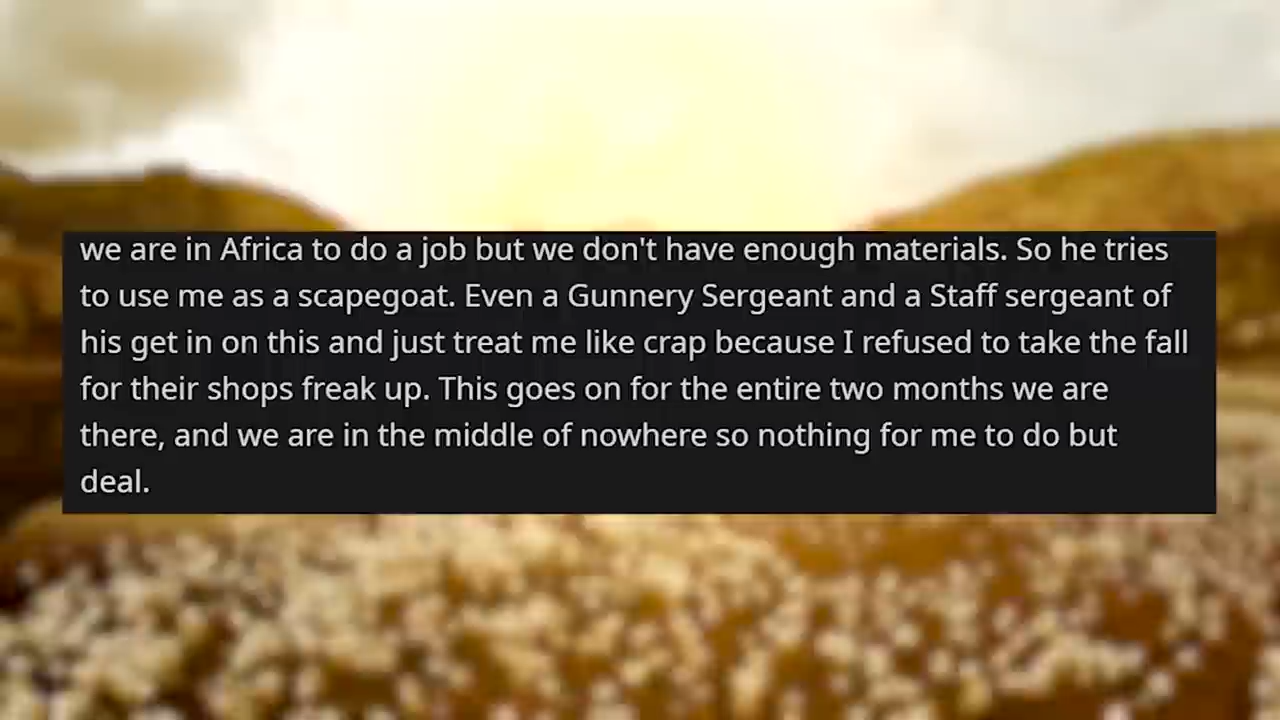 we are in Africa to do a job but we don't have enough materials. So he tries
to use me as a scapegoat. Even a Gunnery Sergeant and a Staff sergeant of
his get in on this and just treat me like crap because I refused to take the fall
for their shops freak up. This goes on for the entire two months we are
there, and we are in the middle of nowhere so nothing for me to do but
deal.